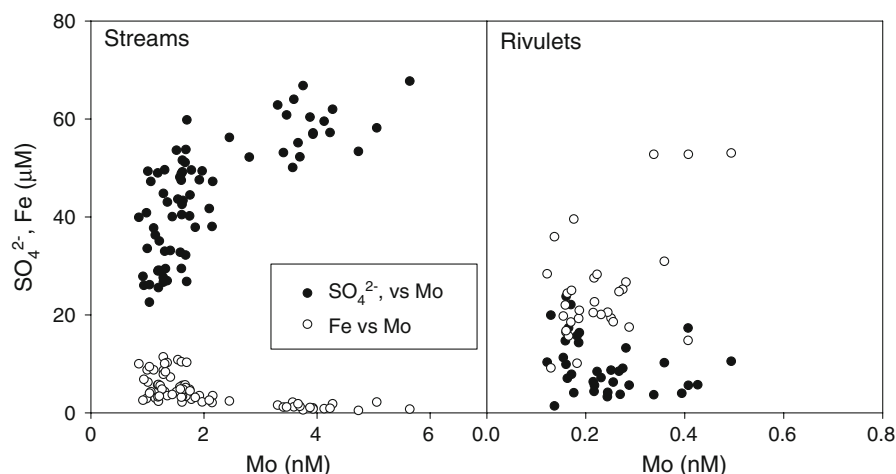 Streams
Rivulets
SO₄²⁻, Fe (µM)
80
60
40
20
0
SO₄²⁻, vs Mo
Fe vs Mo
0 2 4 6 0.0 0.2 0.4 0.6 0.8
Mo (nM) Mo (nM)